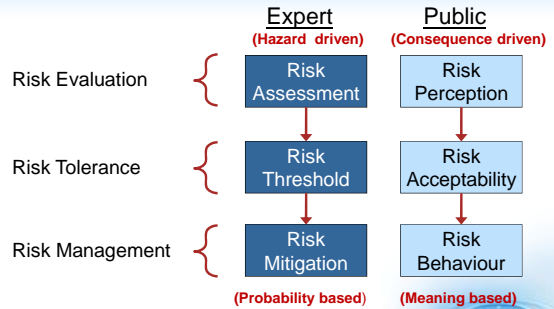 Expert Public
(Hazard driven) (Consequence driven)
Risk Evaluation
Risk
Assessment
Risk
Perception
Risk Tolerance
Risk
Threshold
Risk
Acceptability
Risk Management
Risk
Mitigation
Risk
Behaviour
(Probability based) (Meaning based)